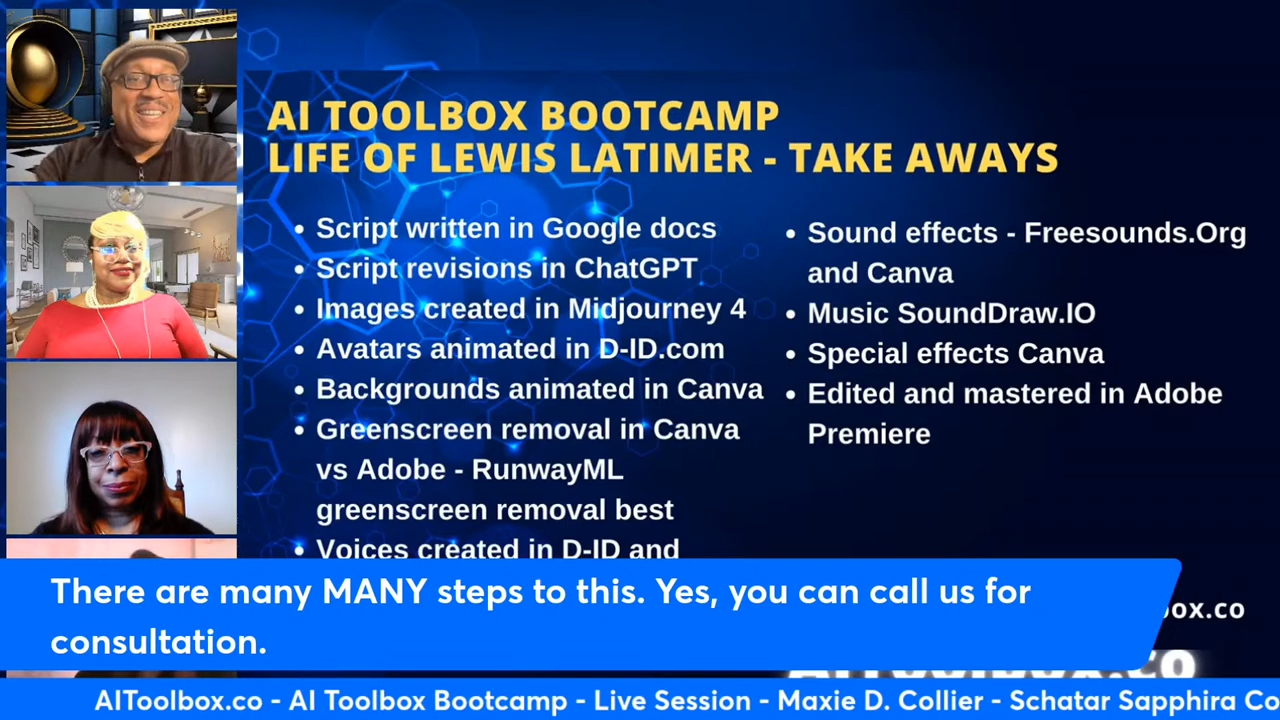 AI TOOLBOX BOOTCAMP
LIFE OF LEWIS LATIMER - TAKE AWAYS
• Script written in Google docs
• Script revisions in ChatGPT
• Images created in Midjourney 4
• Avatars animated in D-ID.com
• Backgrounds animated in Canva
• Greenscreen removal in Canva
vs Adobe - RunwayML
greenscreen removal best
• Voices created in D-ID and
• Sound effects - Freesounds.Org
and Canva
• Music SoundDraw.IO
• Special effects Canva
• Edited and mastered in Adobe
Premiere
There are many MANY steps to this. Yes, you can call us for
consultation.
box.co
AIToolbox.co
AIToolbox.co - AI Toolbox Bootcamp - Live Session - Maxie D. Collier - Schatar Sapphira Co